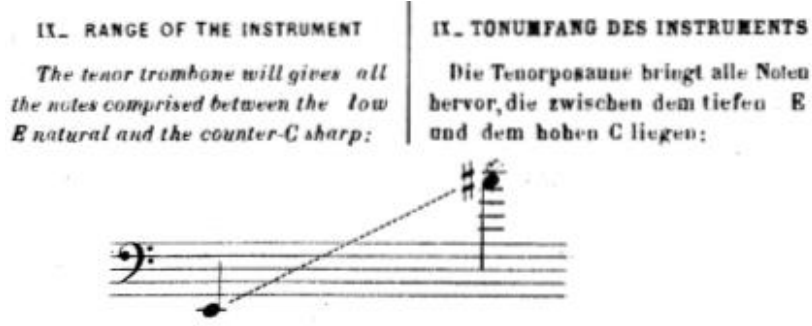 IX_ RANGE OF THE INSTRUMENT
The tenor trombone will gives all
the notes comprised between the low
E natural and the counter-C sharp:
IX_ TONUMFANG DES INSTRUMENTS
Die Tenorposaune bringt alle Noten
hervor, die zwischen dem tiefen E
und dem hohen C liegen: